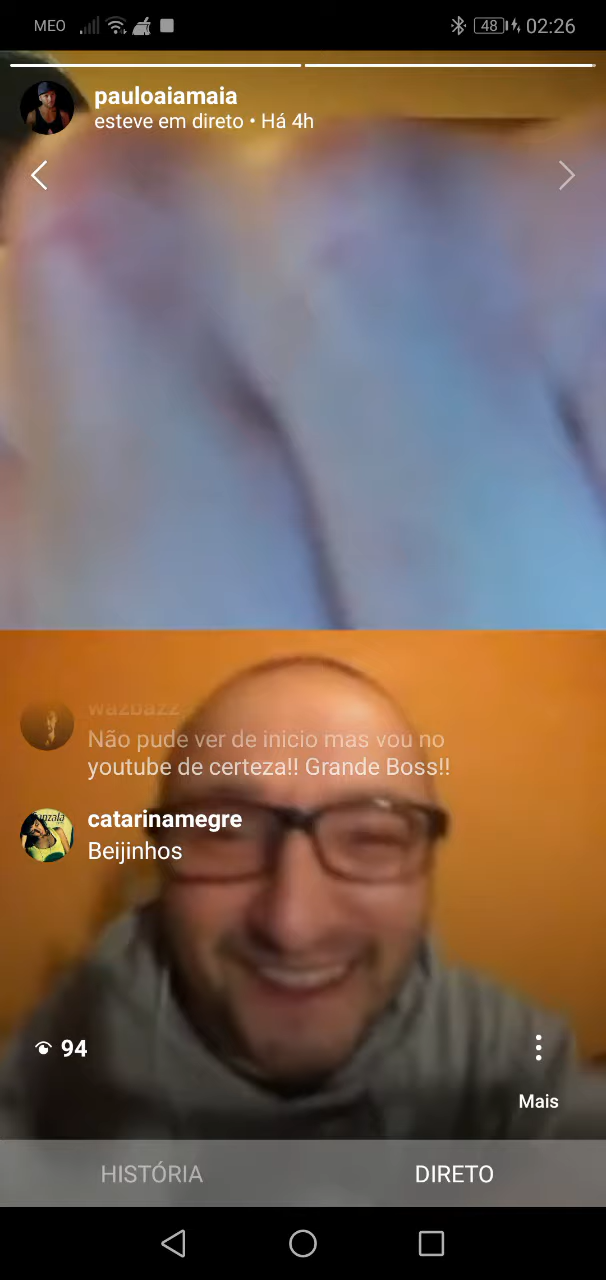 MEO
48
02:26
pauloaiamaia
esteve em direto • Há 4h
wazbazz
Não pude ver de inicio mas vou no
youtube de certeza!! Grande Boss!!
catarinamegre
Beijinhos
94
Mais
HISTÓRIA
DIRETO